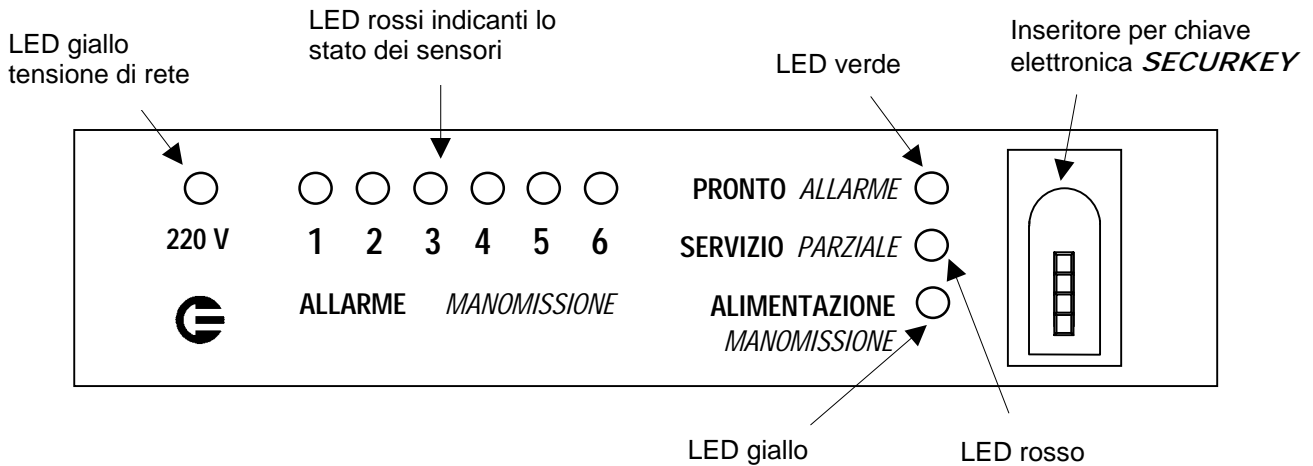 LED giallo
tensione di rete
LED rossi indicanti lo
stato dei sensori
LED verde
Inseritore per chiave
elettronica SECURKEY
220 V
1 2 3 4 5 6
ALLARME MANOMISSIONE
PRONTO ALLARME
SERVIZIO PARZIALE
ALIMENTAZIONE
MANOMISSIONE
LED giallo
LED rosso